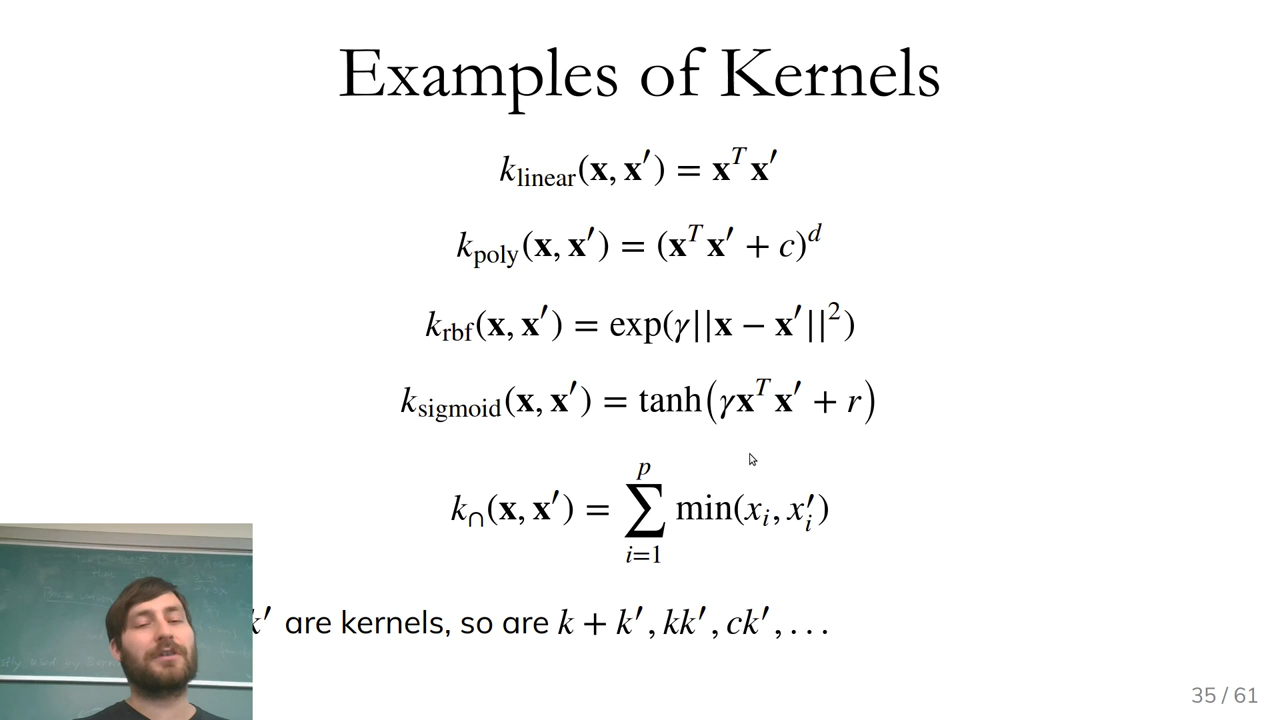 Examples of Kernels
k_linear(x, x′) = x^T x′
k_poly(x, x′) = (x^T x′ + c)^d
k_rbf(x, x′) = exp(γ||x − x′||^2)
k_sigmoid(x, x′) = tanh(γx^T x′ + r)
k_∩(x, x′) = ∑_{i=1}^{p} min(x_i, x′_i)
k′ are kernels, so are k + k′, kk′, ck′, . . .
35 / 61